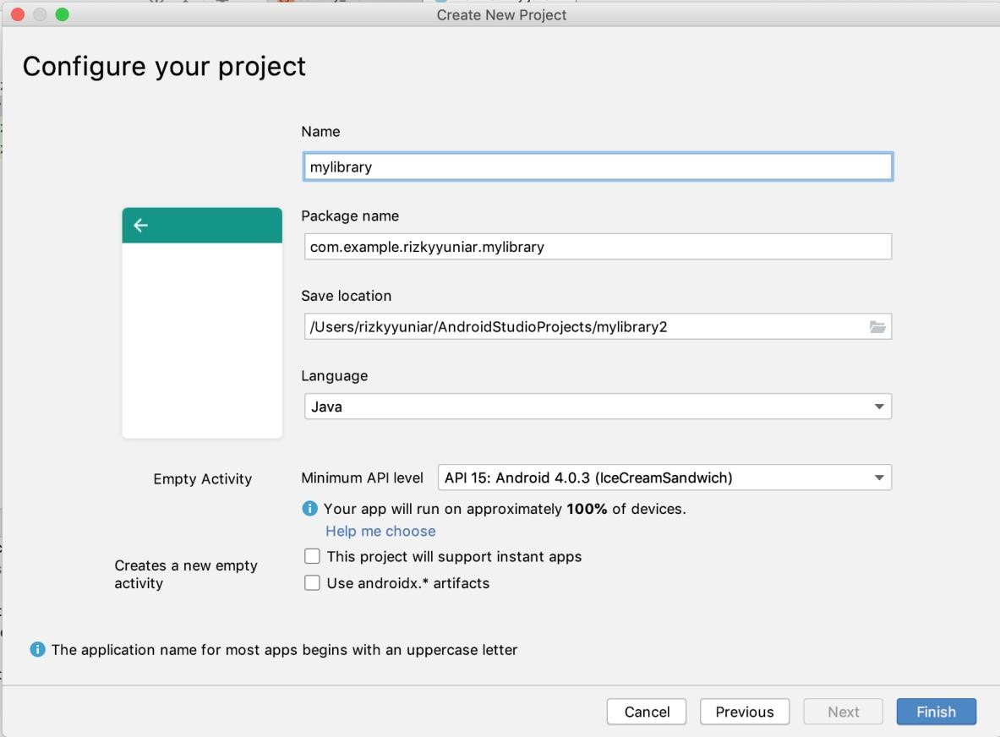 Create New Project
Configure your project
Name
mylibrary
Package name
com.example.rizkyyuniar.mylibrary
Save location
/Users/rizkyyuniar/AndroidStudioProjects/mylibrary2
Language
Java
Empty Activity
Minimum API level API 15: Android 4.0.3 (IceCreamSandwich)
Your app will run on approximately 100% of devices.
Help me choose
Creates a new empty
activity
This project will support instant apps
Use androidx.* artifacts
The application name for most apps begins with an uppercase letter
Cancel Previous Next Finish